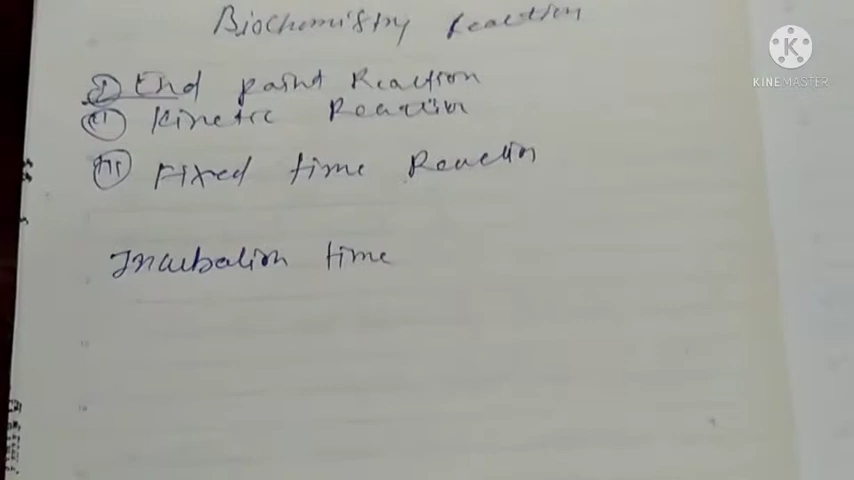 Biochemistry Reaction
(I) End point Reaction
(II) Kinetic Reaction
(III) Fixed time Reaction
Incubation time
K
KINEMASTER